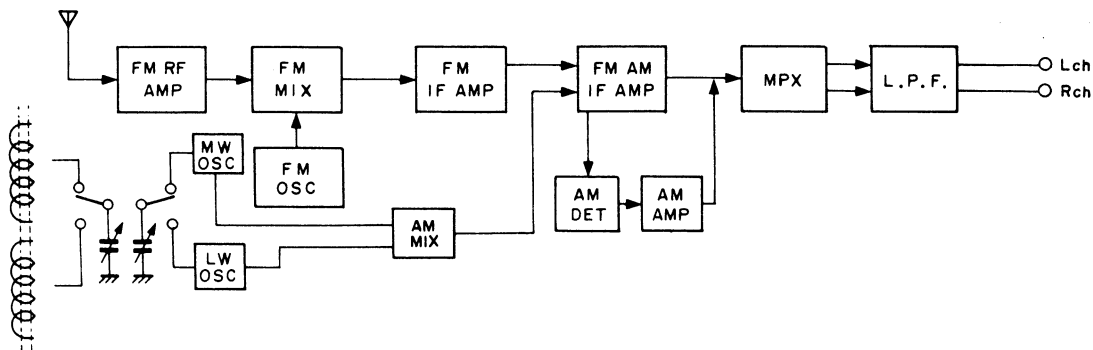 FM RF
AMP
FM
MIX
FM
IF AMP
FM AM
IF AMP
MPX
L.P.F.
Lch
Rch
MW
OSC
FM
OSC
AM
DET
AM
AMP
AM
MIX
LW
OSC